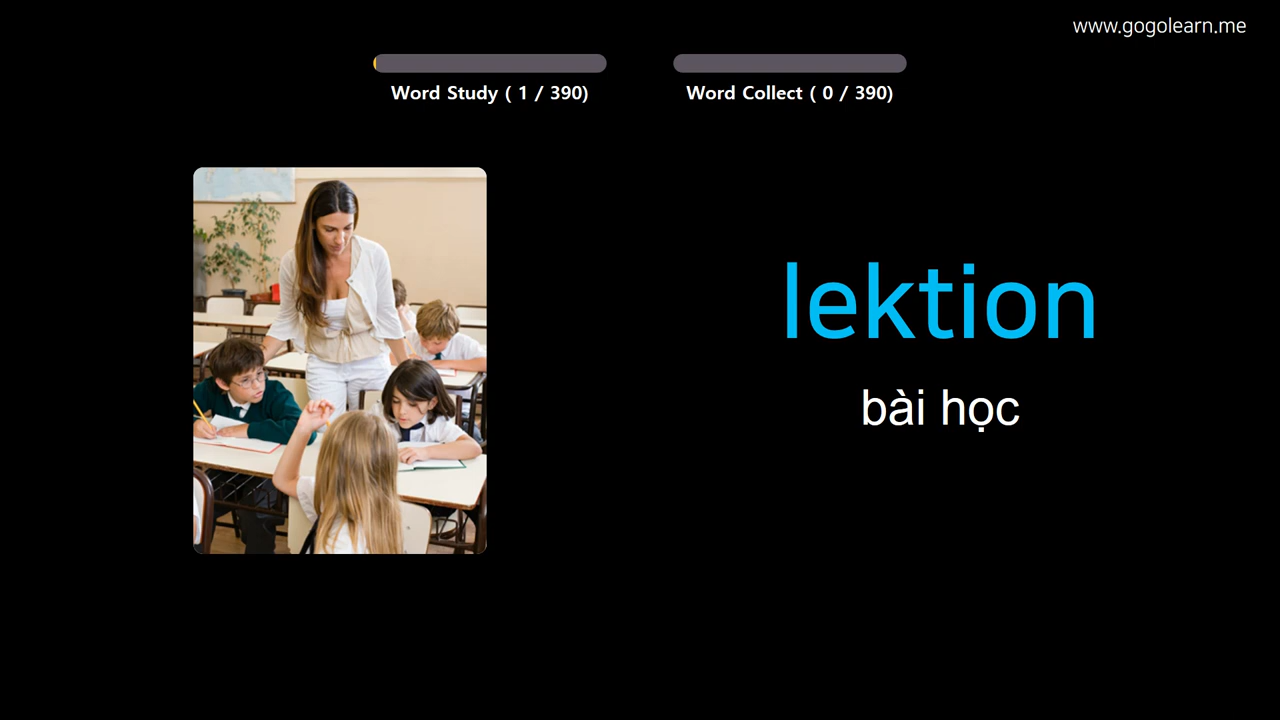 www.gogolearn.me
Word Study ( 1 / 390)
Word Collect ( 0 / 390)
lektion
bài học